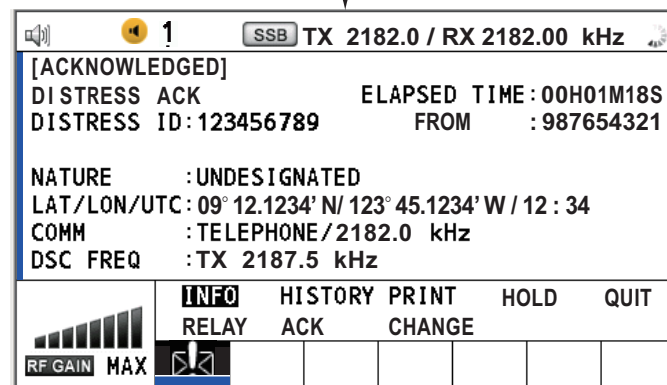 1 SSB TX 2182.0 / RX 2182.00 kHz
[ACKNOWLEDGED]
DISTRESS ACK ELAPSED TIME:00H01M18S
DISTRESS ID:123456789 FROM :987654321
NATURE :UNDESIGNATED
LAT/LON/UTC:09° 12.1234' N/ 123° 45.1234' W / 12 : 34
COMM :TELEPHONE/2182.0 kHz
DSC FREQ :TX 2187.5 kHz
INFO HISTORY PRINT HOLD QUIT
RELAY ACK CHANGE
RF GAIN MAX